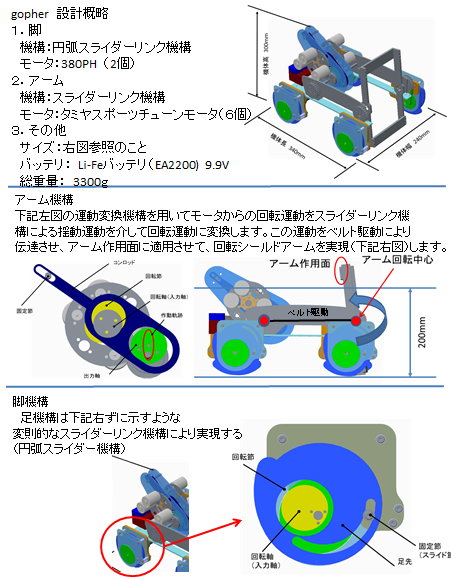 gopher 設計概略
1. 脚
機構:円弧スライダーリンク機構
モータ:380PH (2個)
2. アーム
機構:スライダーリンク機構
モータ:タミヤスポーツチューンモータ(6個)
3. その他
サイズ:右図参照のこと
バッテリ: Li-Feバッテリ(EA2200) 9.9V
総重量: 3300g
機体高:300mm
機体長:340mm
機体幅:240mm
アーム機構
下記左図の運動変換機構を用いてモータからの回転運動をスライダーリンク機
構による揺動運動を介して回転運動に変換します。この運動をベルト駆動により
伝達させ、アーム作用面に適用させて、回転シールドアームを実現(下記右図)します。
コンロッド
回転節
回転軸(入力軸)
作動軌跡
固定節
出力軸
アーム作用面
アーム回転中心
ベルト駆動
200mm
脚機構
足機構は下記右ずに示すような
変則的なスライダーリンク機構により実現する
(円弧スライダー機構)
回転節
回転軸
(入力軸)
足先
固定節
(スライド部